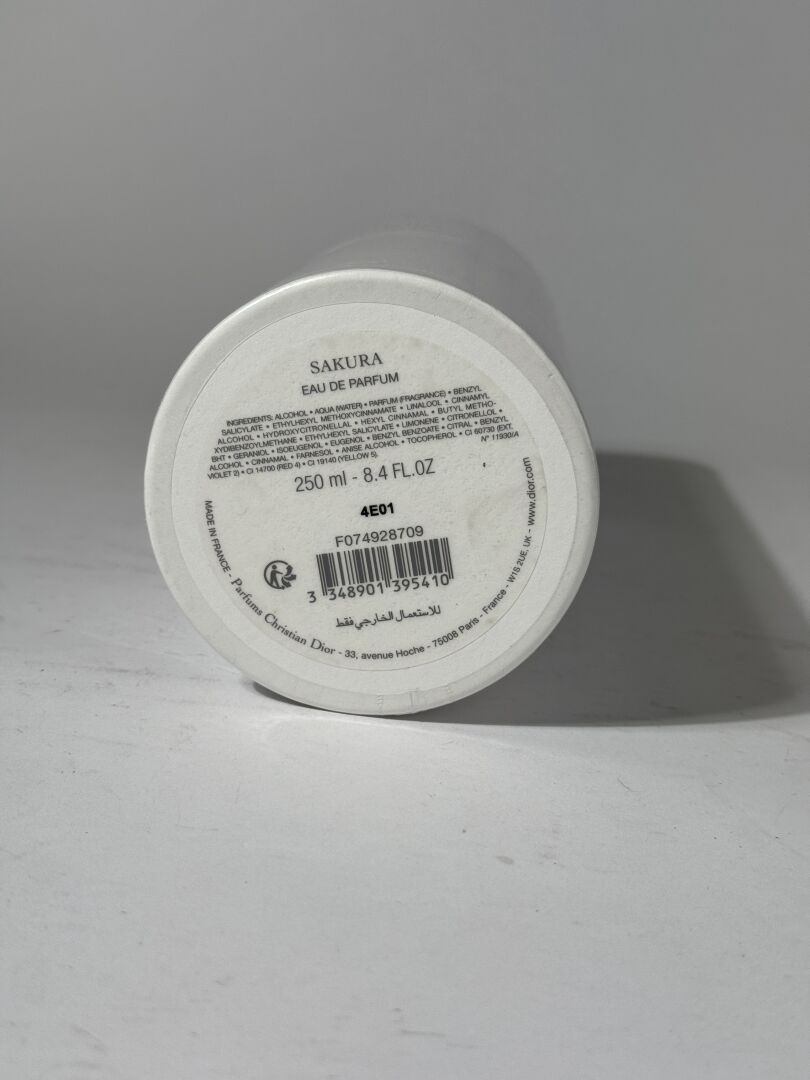 SAKURA
EAU DE PARFUM
INGREDIENTS: ALCOHOL • AQUA (WATER) • PARFUM (FRAGRANCE) • BENZYL
SALICYLATE • ETHYLHEXYL METHOXYCINNAMATE • LINALOOL • CINNAMYL
ALCOHOL • HYDROXYCITRONELLAL • HEXYL CINNAMAL • BUTYL METHO-
XYDIBENZOYLMETHANE • ETHYLHEXYL SALICYLATE • LIMONENE • CITRONELLOL •
BHT • GERANIOL • ISOEUGENOL • EUGENOL • BENZYL BENZOATE • CITRAL • BENZYL
ALCOHOL • CINNAMAL • FARNESOL • ANISE ALCOHOL • TOCOPHEROL • CI 60730 (EXT.
VIOLET 2) • CI 14700 (RED 4) • CI 19140 (YELLOW 5).
N° 11930/A
250 ml - 8.4 FL.OZ
4E01
F074928709
3 348901 395410
للاستعمال الخارجي فقط
MADE IN FRANCE - Parfums Christian Dior - 33, avenue Hoche - 75008 Paris - France - W1S 2UE, UK - www.dior.com